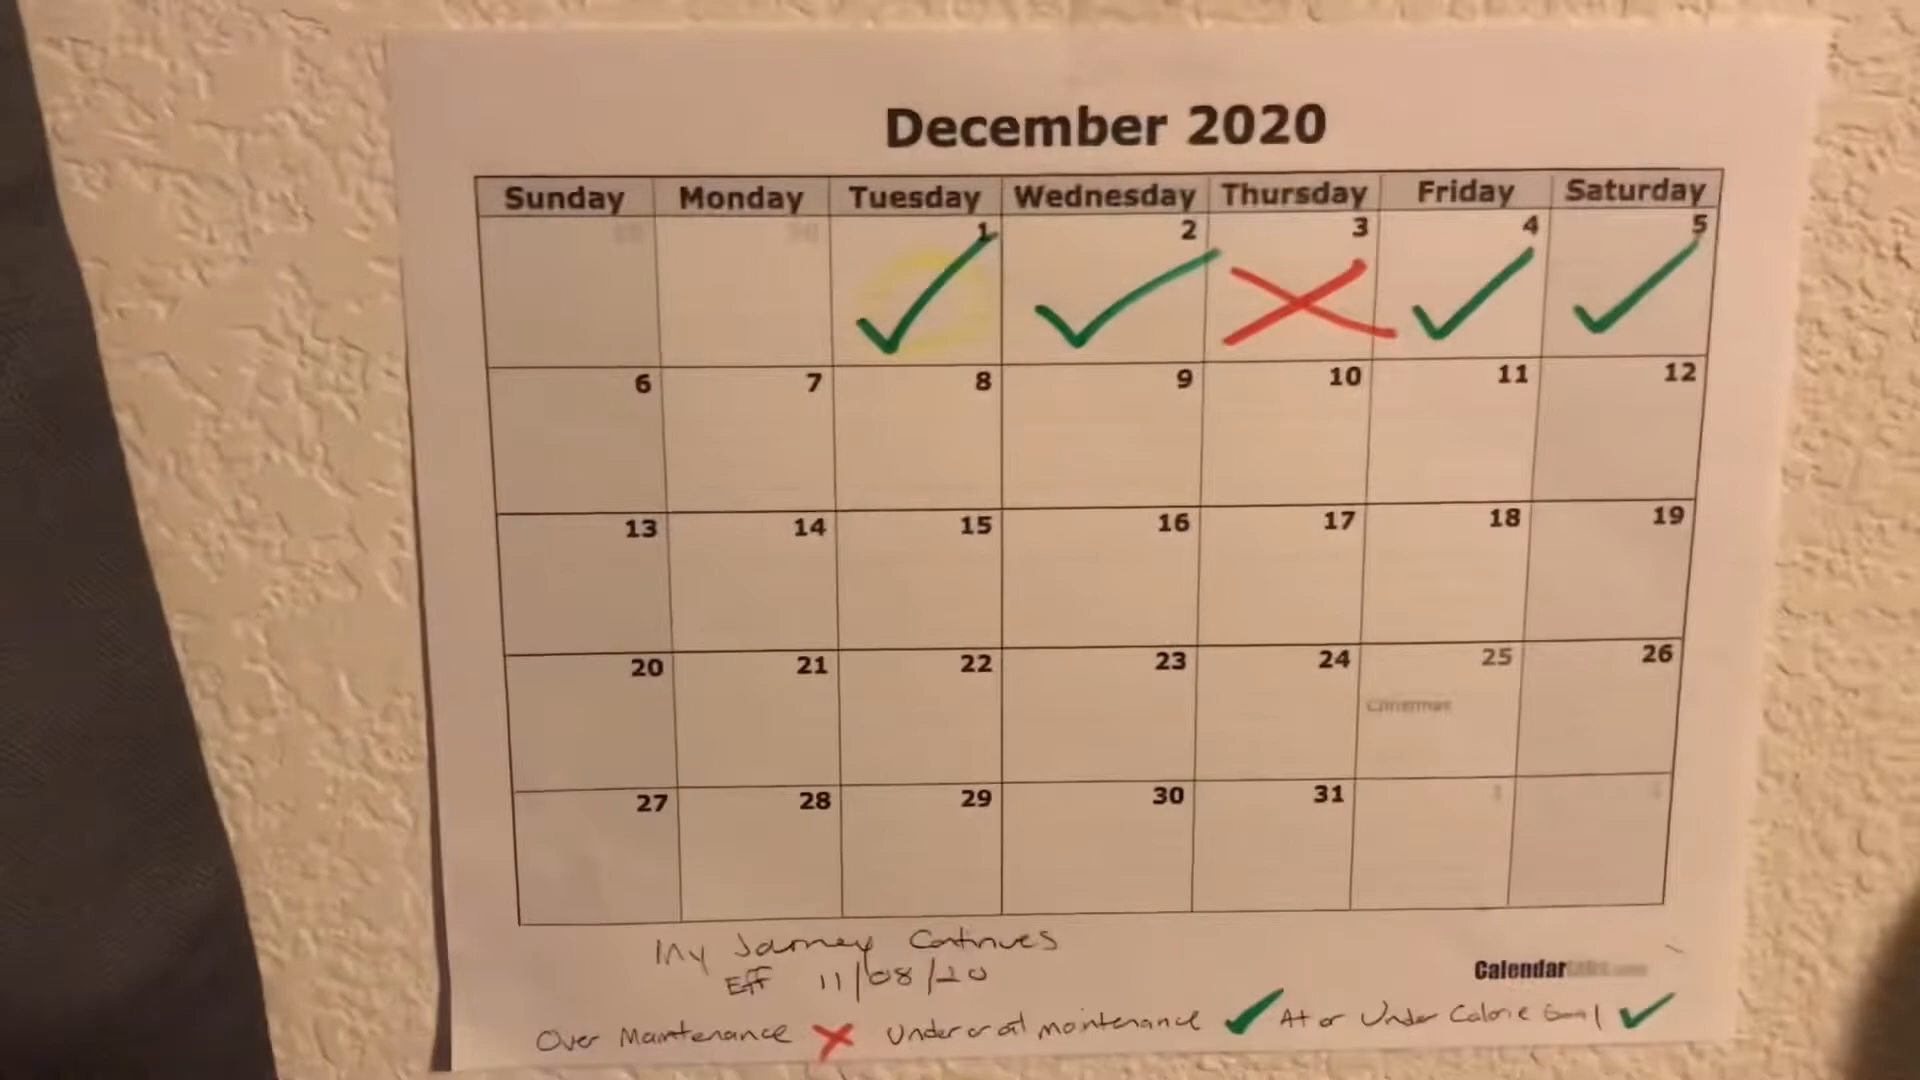 December 2020
Sunday Monday Tuesday Wednesday Thursday Friday Saturday
1 2 3 4 5
6 7 8 9 10 11 12
13 14 15 16 17 18 19
20 21 22 23 24 25 26
Christmas
27 28 29 30 31
My Journey Continues
Eff 11/08/20
Calendar
Over Maintenance ✗ Under or at maintenance ✓ At or Under Calorie Goal ✓